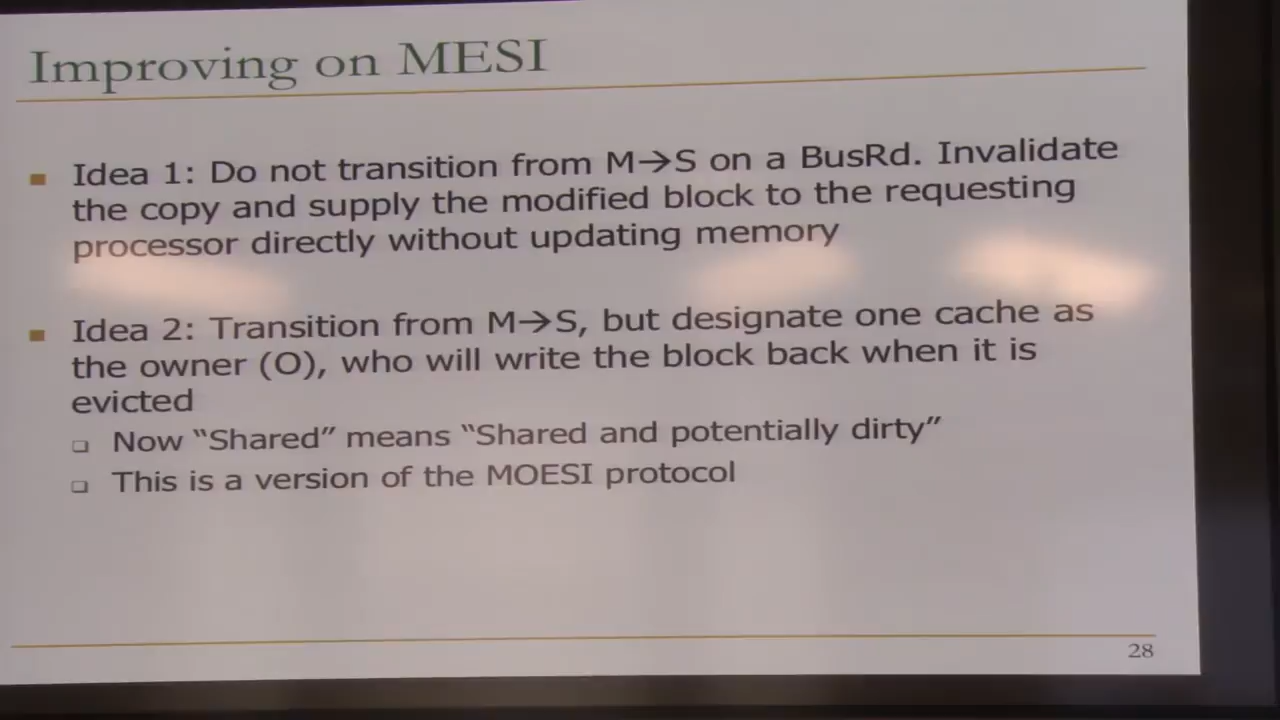 Improving on MESI
■ Idea 1: Do not transition from M→S on a BusRd. Invalidate
the copy and supply the modified block to the requesting
processor directly without updating memory
■ Idea 2: Transition from M→S, but designate one cache as
the owner (O), who will write the block back when it is
evicted
❑ Now “Shared” means “Shared and potentially dirty”
❑ This is a version of the MOESI protocol
28